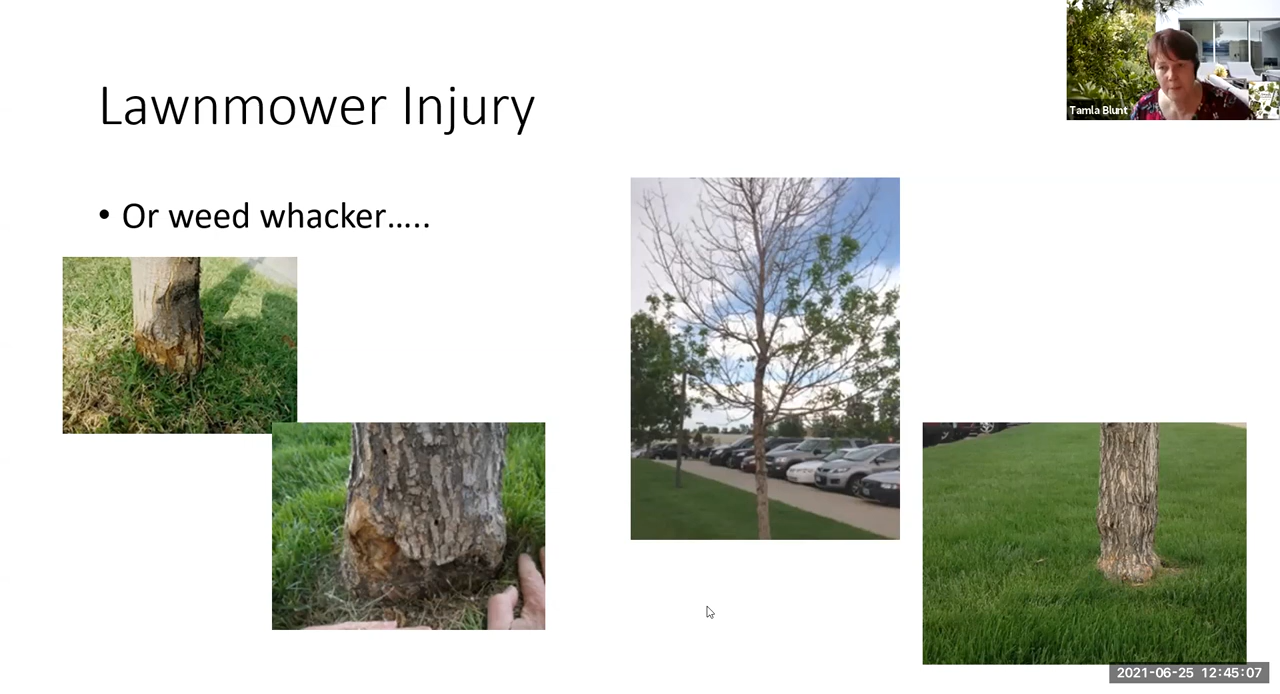 Lawnmower Injury
• Or weed whacker.....
Tamla Blunt
2021-06-25 12:45:07